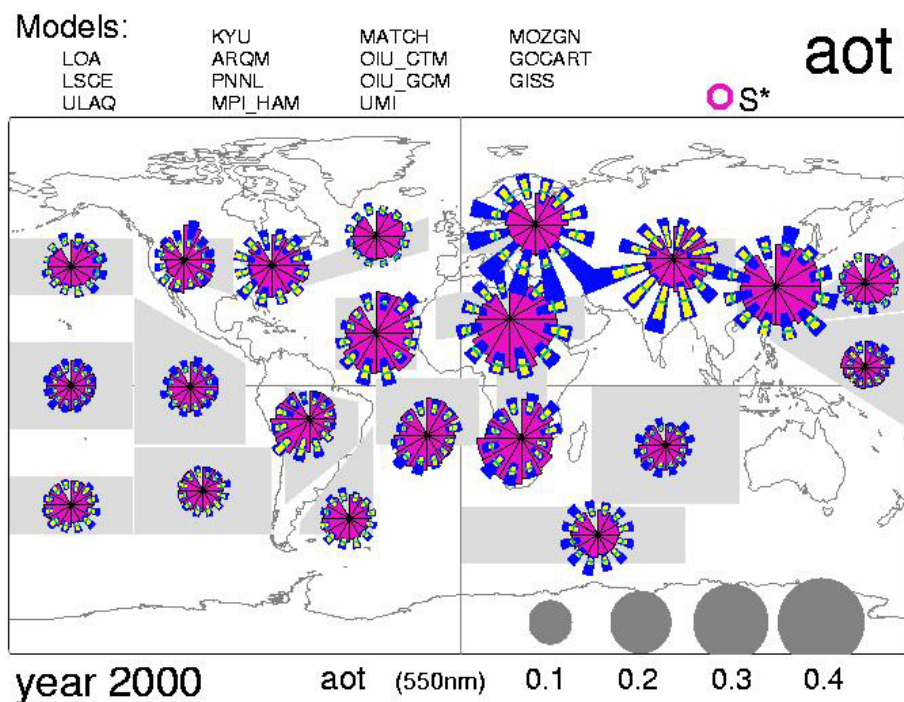 Models:
KYU MATCH MOZGN
LOA ARQM OIU_CTM GOCART
LSCE PNNL OIU_GCM GISS
ULAQ MPI_HAM UMI
aot
S*
year 2000 aot (550nm) 0.1 0.2 0.3 0.4